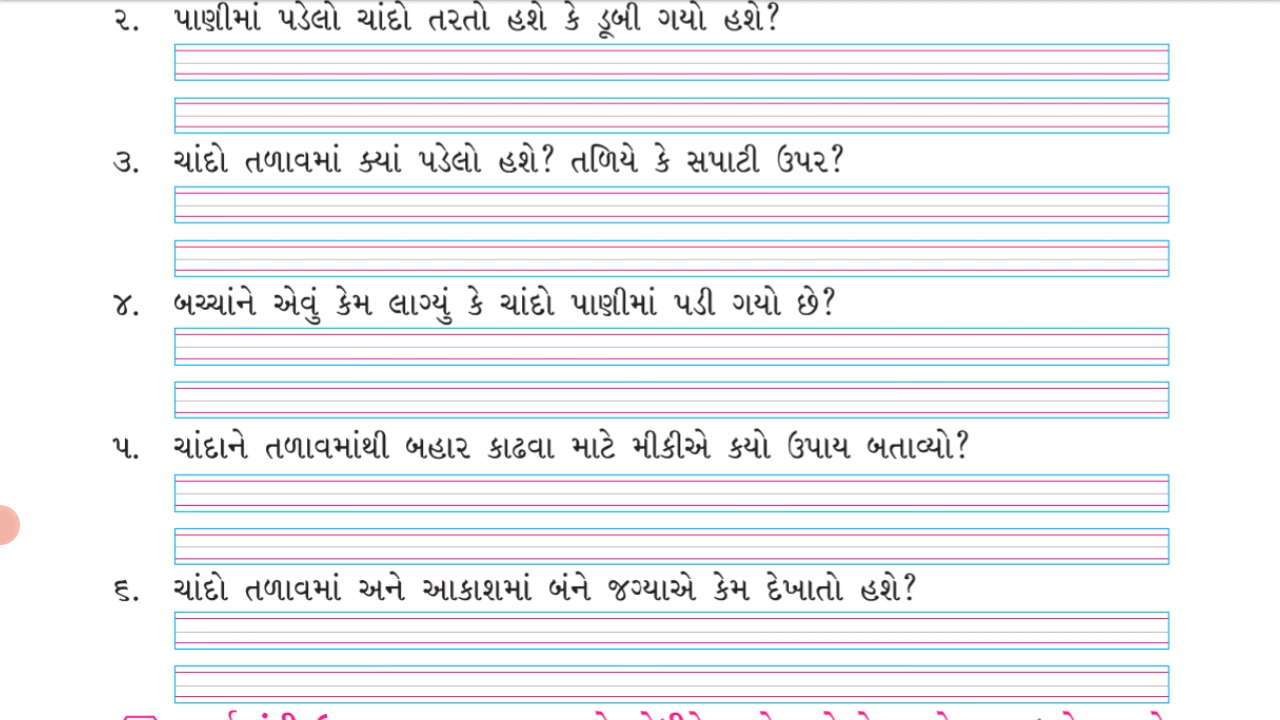 ૨. પાણીમાં પડેલો ચાંદો તરતો હશે કે ડૂબી ગયો હશે?
૩. ચાંદો તળાવમાં ક્યાં પડેલો હશે? તળિયે કે સપાટી ઉપર?
૪. બચ્ચાંને એવું કેમ લાગ્યું કે ચાંદો પાણીમાં પડી ગયો છે?
૫. ચાંદાને તળાવમાંથી બહાર કાઢવા માટે મીકીએ કયો ઉપાય બતાવ્યો?
૬. ચાંદો તળાવમાં અને આકાશમાં બંને જગ્યાએ કેમ દેખાતો હશે?